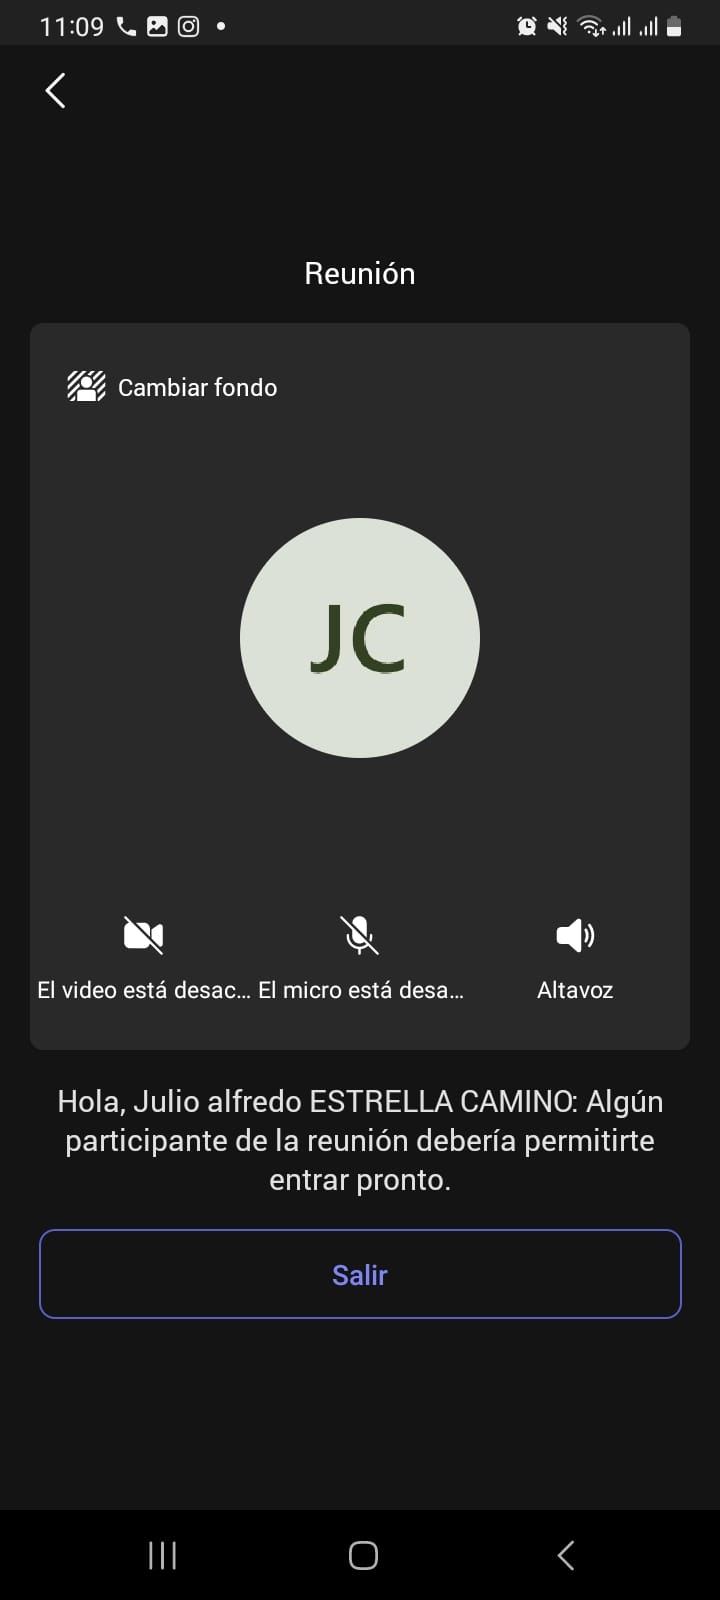 11:09
Reunión
Cambiar fondo
JC
El video está desac... El micro está desa... Altavoz
Hola, Julio alfredo ESTRELLA CAMINO: Algún
participante de la reunión debería permitirte
entrar pronto.
Salir